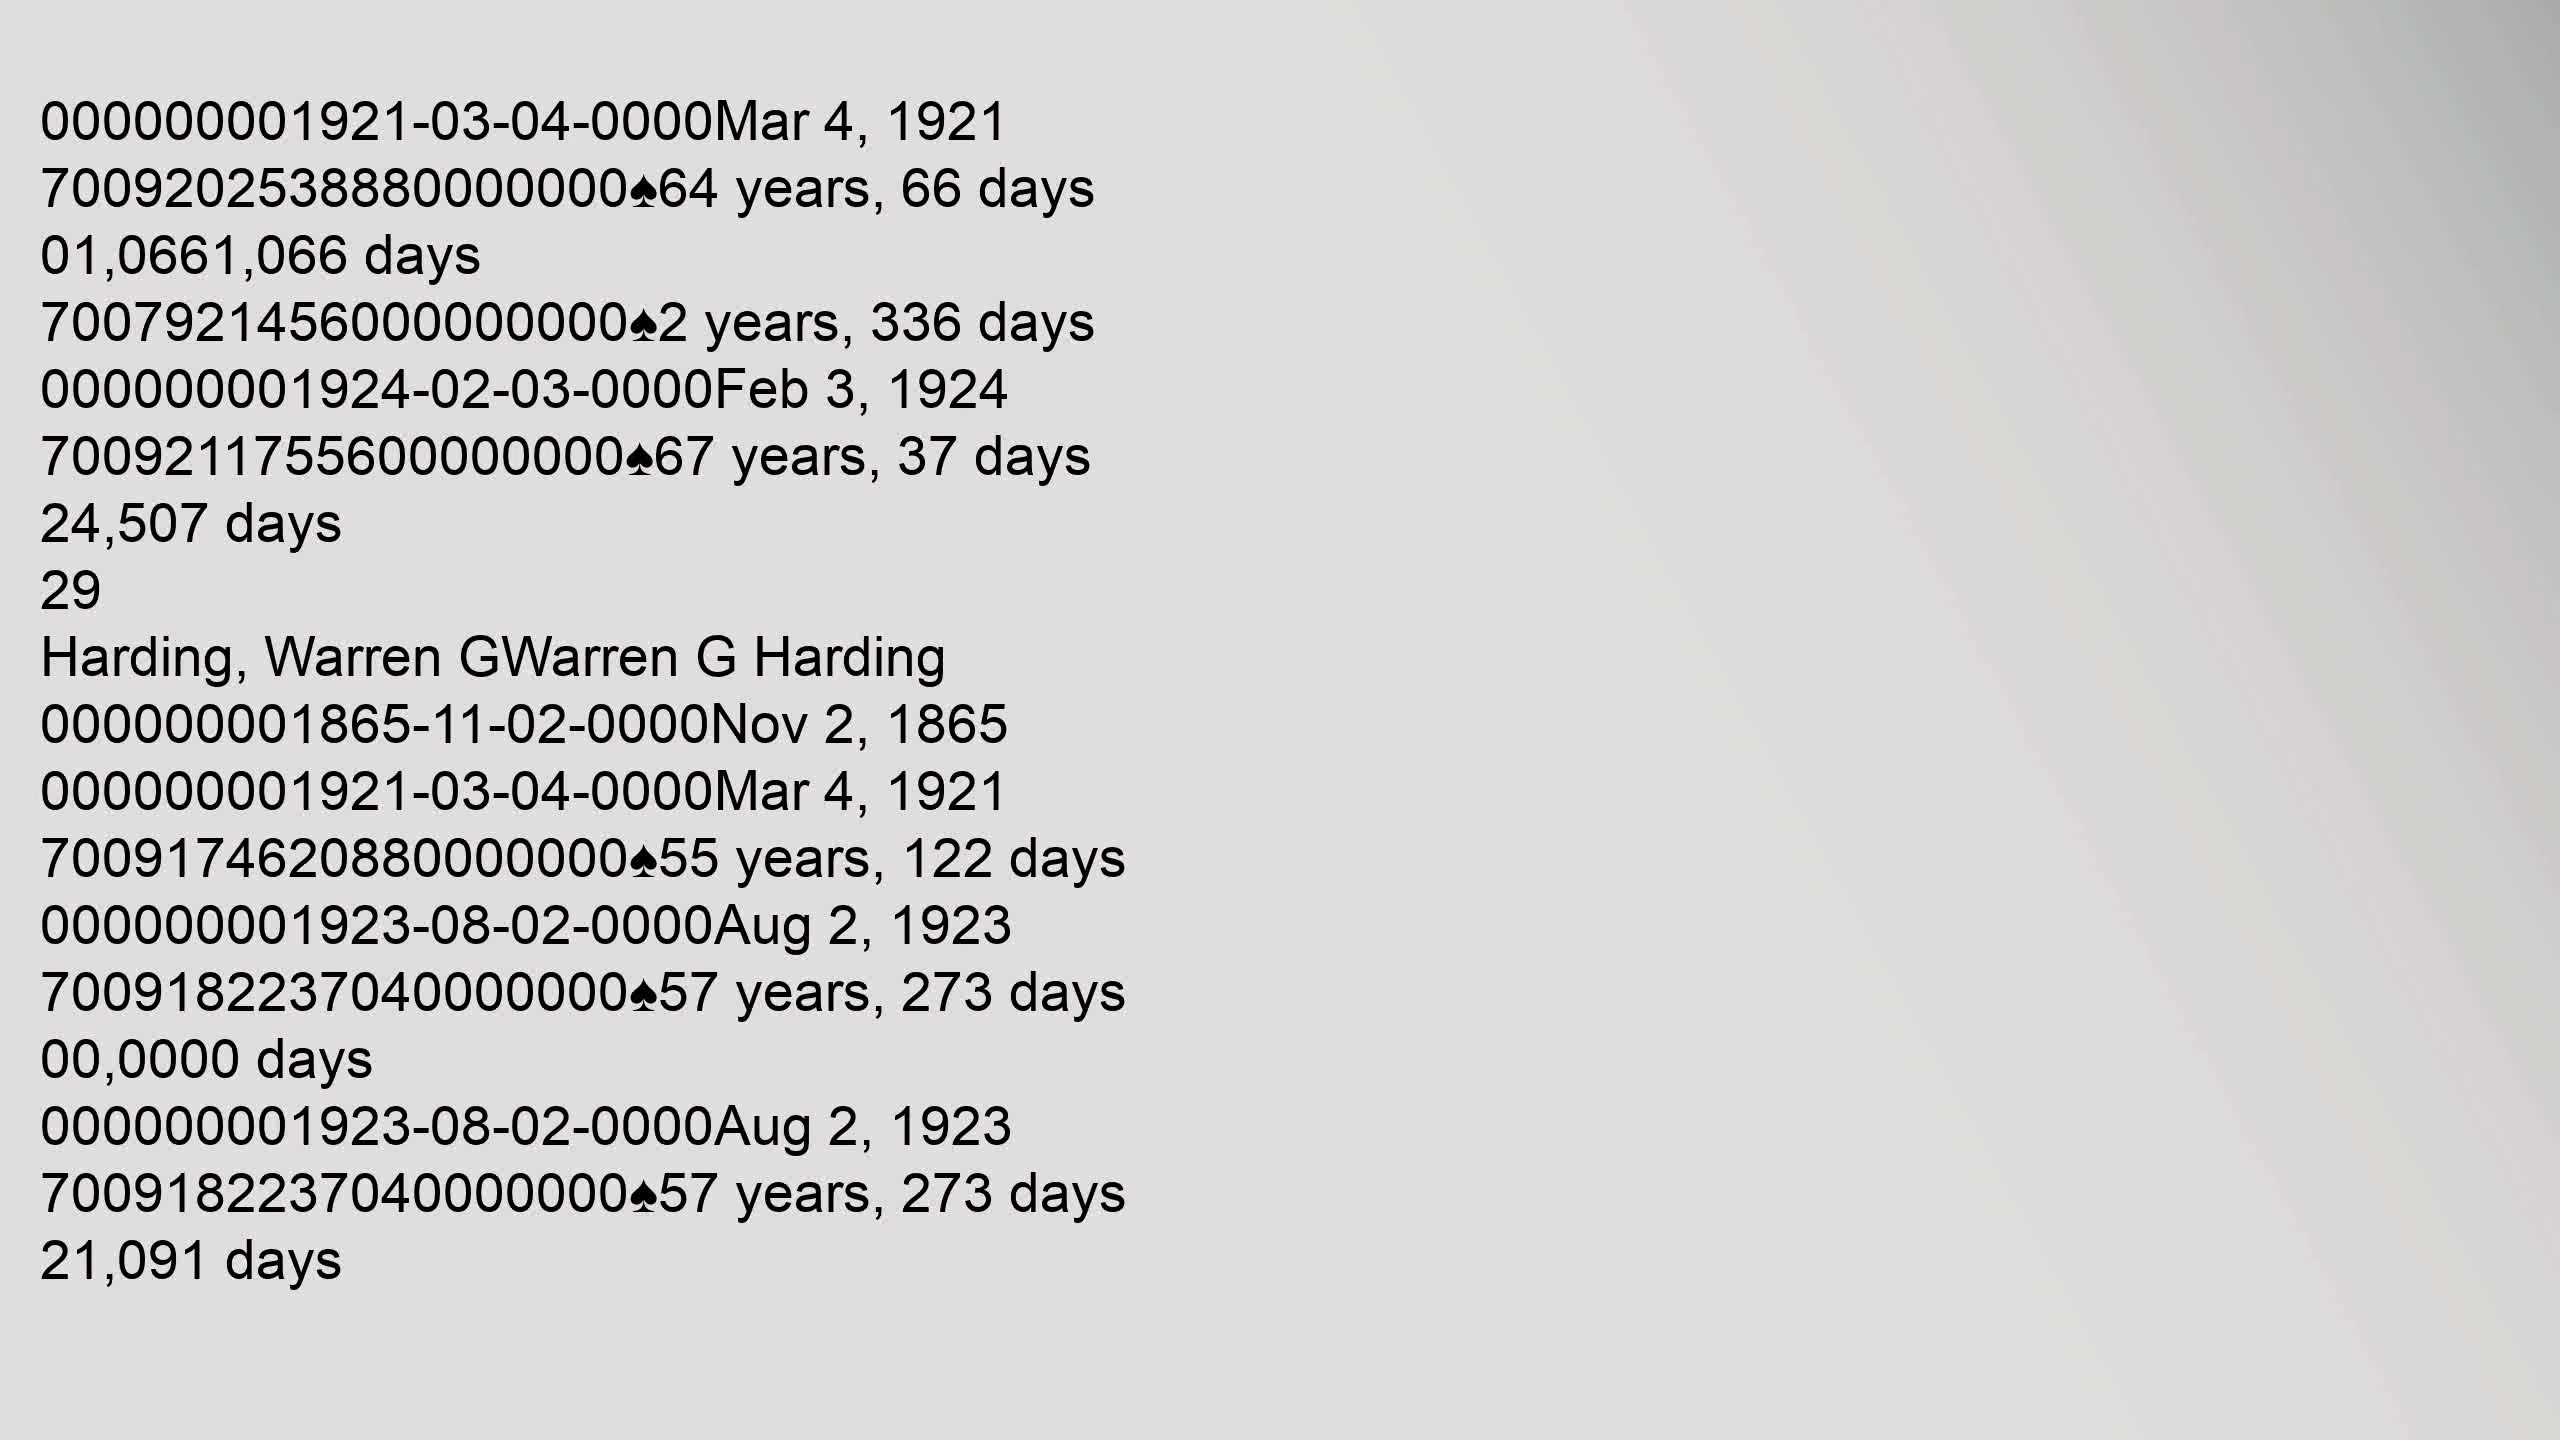 000000001921-03-04-0000Mar 4, 1921
7009202538880000000♠64 years, 66 days
01,0661,066 days
7007921456000000000♠2 years, 336 days
000000001924-02-03-0000Feb 3, 1924
7009211755600000000♠67 years, 37 days
24,507 days
29
Harding, Warren GWarren G Harding
000000001865-11-02-0000Nov 2, 1865
000000001921-03-04-0000Mar 4, 1921
7009174620880000000♠55 years, 122 days
000000001923-08-02-0000Aug 2, 1923
7009182237040000000♠57 years, 273 days
00,0000 days
000000001923-08-02-0000Aug 2, 1923
7009182237040000000♠57 years, 273 days
21,091 days